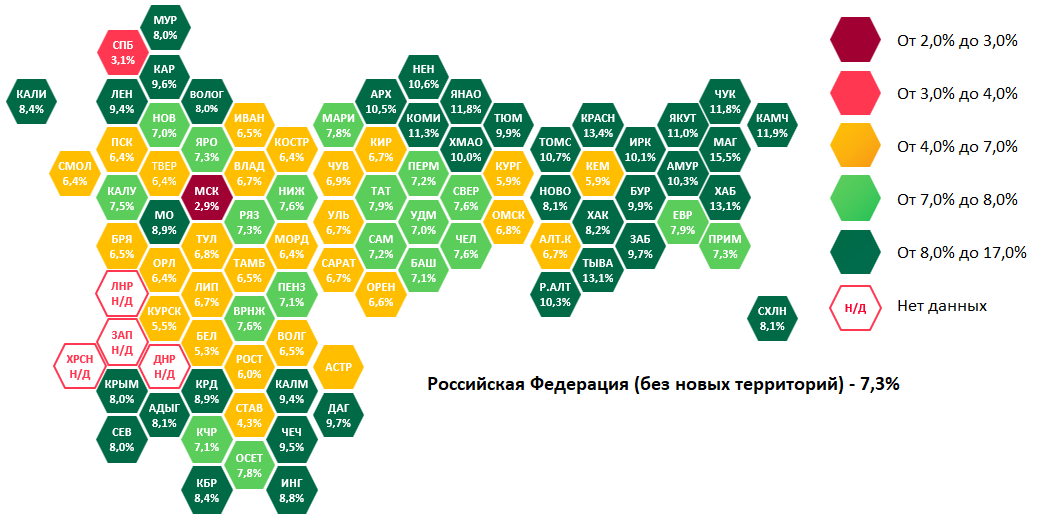 МУР
8,0%
СПБ
3,1%
КАР
9,6%
НЕН
10,6%
КАЛИ
8,4%
ЛЕН
9,4%
ВОЛОГ
8,0%
АРХ
10,5%
ЯНАО
11,8%
ЧУК
11,8%
НОВ
7,0%
ИВАН
6,5%
МАРИ
7,8%
КОМИ
11,3%
ТЮМ
9,9%
КРАСН
13,4%
ЯКУТ
11,0%
КАМЧ
11,9%
ПСК
6,4%
ЯРО
7,3%
КОСТР
6,4%
КИР
6,7%
ХМАО
10,0%
ТОМС
10,7%
ИРК
10,1%
МАГ
15,5%
СМОЛ
6,4%
ТВЕР
6,4%
ВЛАД
6,7%
ЧУВ
6,9%
ПЕРМ
7,2%
КУРГ
5,9%
КЕМ
5,9%
АМУР
10,3%
КАЛУ
7,5%
МСК
2,9%
НИЖ
7,6%
ТАТ
7,9%
СВЕР
7,6%
НОВО
8,1%
БУР
9,9%
ХАБ
13,1%
МО
8,9%
РЯЗ
7,3%
УЛЬ
6,7%
УДМ
7,0%
ОМСК
6,8%
ХАК
8,2%
ЕВР
7,9%
БРЯ
6,5%
ТУЛ
6,8%
МОРД
6,4%
САМ
7,2%
ЧЕЛ
7,6%
АЛТ.К
6,7%
ЗАБ
9,7%
ПРИМ
7,3%
ОРЛ
6,4%
ТАМБ
6,5%
САРАТ
6,7%
БАШ
7,1%
ТЫВА
13,1%
ЛНР
Н/Д
ЛИП
6,7%
ПЕНЗ
7,1%
ОРЕН
6,6%
Р.АЛТ
10,3%
КУРСК
5,5%
ВРНЖ
7,6%
СХЛН
8,1%
ЗАП
Н/Д
БЕЛ
5,3%
ВОЛГ
6,5%
ХРСН
Н/Д
ДНР
Н/Д
РОСТ
6,0%
АСТР
КРЫМ
8,0%
КРД
8,9%
КАЛМ
9,4%
АДЫГ
8,1%
СТАВ
4,3%
ДАГ
9,7%
СЕВ
8,0%
КЧР
7,1%
ЧЕЧ
9,5%
ОСЕТ
7,8%
КБР
8,4%
ИНГ
8,8%
Российская Федерация (без новых территорий) - 7,3%
От 2,0% до 3,0%
От 3,0% до 4,0%
От 4,0% до 7,0%
От 7,0% до 8,0%
От 8,0% до 17,0%
Н/Д
Нет данных